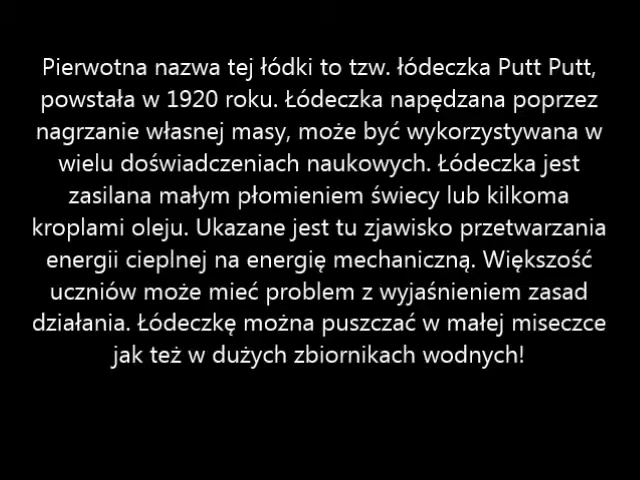 Pierwotna nazwa tej łódki to tzw. łódeczka Putt Putt,
powstała w 1920 roku. Łódeczka napędzana poprzez
nagrzanie własnej masy, może być wykorzystywana w
wielu doświadczeniach naukowych. Łódeczka jest
zasilana małym płomieniem świecy lub kilkoma
kroplami oleju. Ukazane jest tu zjawisko przetwarzania
energii cieplnej na energię mechaniczną. Większość
uczniów może mieć problem z wyjaśnieniem zasad
działania. Łódeczkę można puszczać w małej miseczce
jak też w dużych zbiornikach wodnych!